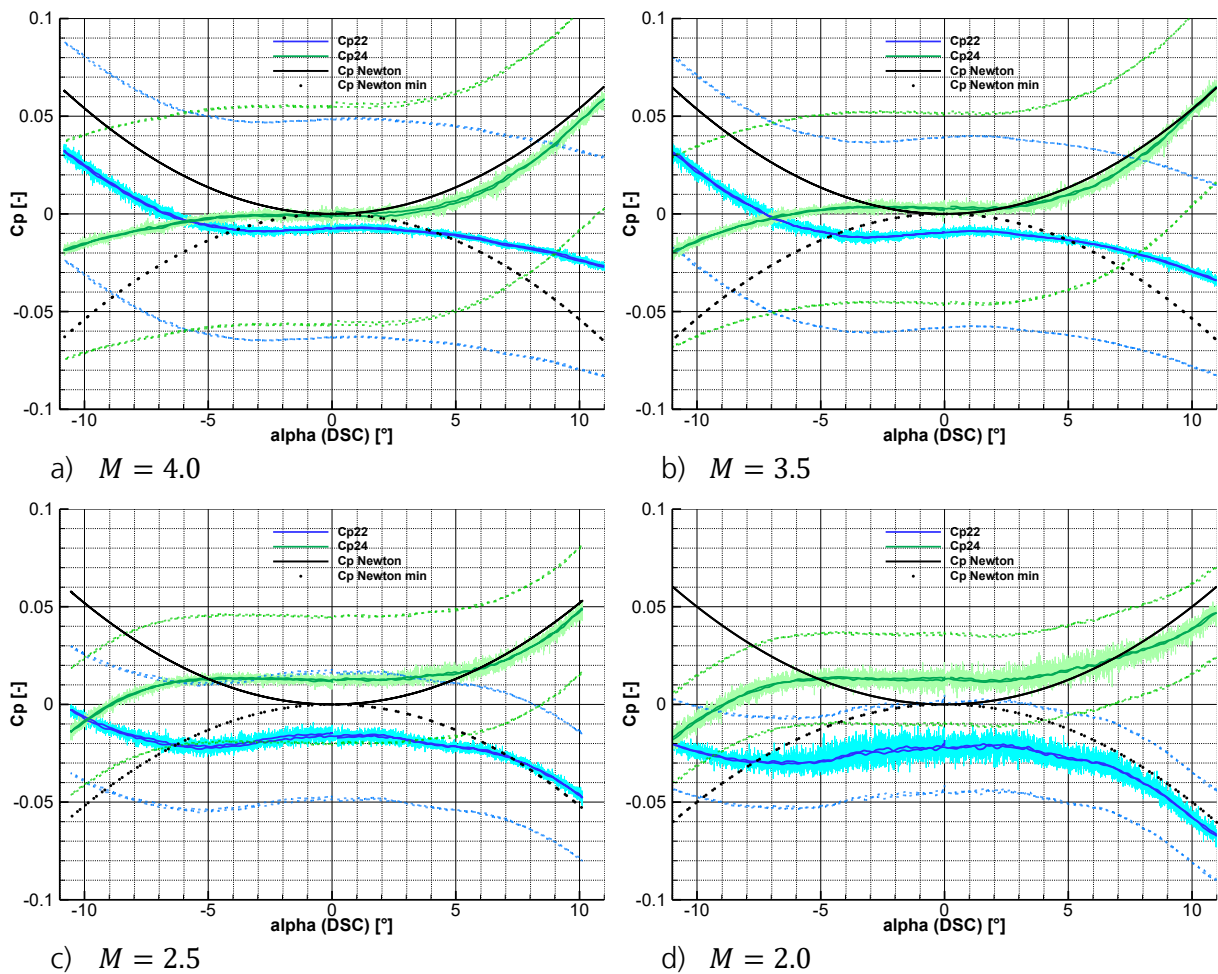 0.1
0.05
0
-0.05
-0.1
Cp [-]
Cp22
Cp24
Cp Newton
Cp Newton min
-10 -5 0 5 10
alpha (DSC) [°]
a) M = 4.0
0.1
0.05
0
-0.05
-0.1
Cp [-]
Cp22
Cp24
Cp Newton
Cp Newton min
-10 -5 0 5 10
alpha (DSC) [°]
b) M = 3.5
0.1
0.05
0
-0.05
-0.1
Cp [-]
Cp22
Cp24
Cp Newton
Cp Newton min
-10 -5 0 5 10
alpha (DSC) [°]
c) M = 2.5
0.1
0.05
0
-0.05
-0.1
Cp [-]
Cp22
Cp24
Cp Newton
Cp Newton min
-10 -5 0 5 10
alpha (DSC) [°]
d) M = 2.0